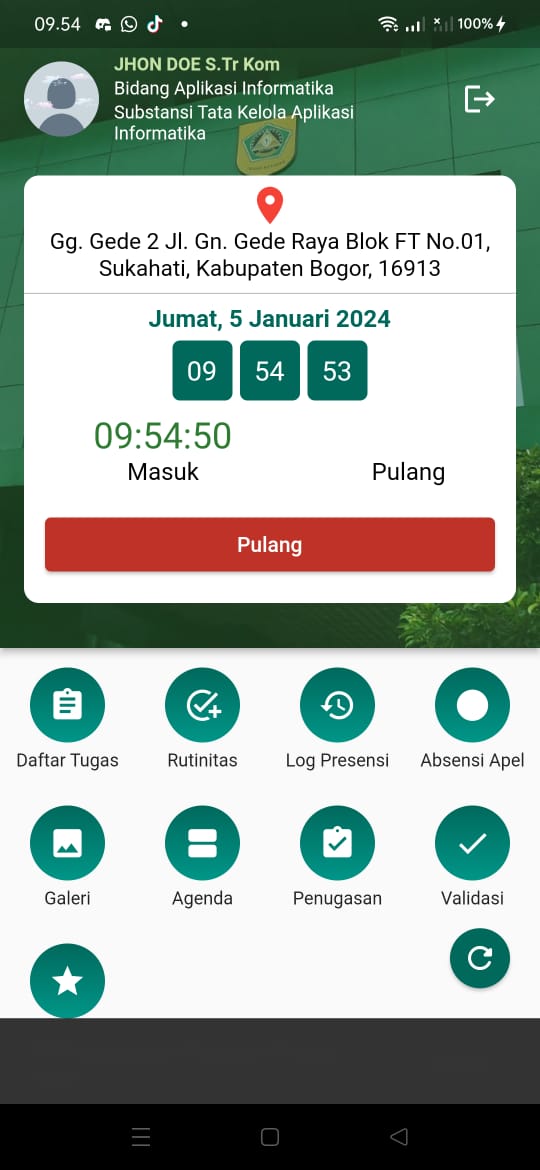 09.54
100%
JHON DOE S.Tr Kom
Bidang Aplikasi Informatika
Substansi Tata Kelola Aplikasi
Informatika
Gg. Gede 2 Jl. Gn. Gede Raya Blok FT No.01,
Sukahati, Kabupaten Bogor, 16913
Jumat, 5 Januari 2024
09 54 53
09:54:50
Masuk Pulang
Pulang
Daftar Tugas Rutinitas Log Presensi Absensi Apel
Galeri Agenda Penugasan Validasi